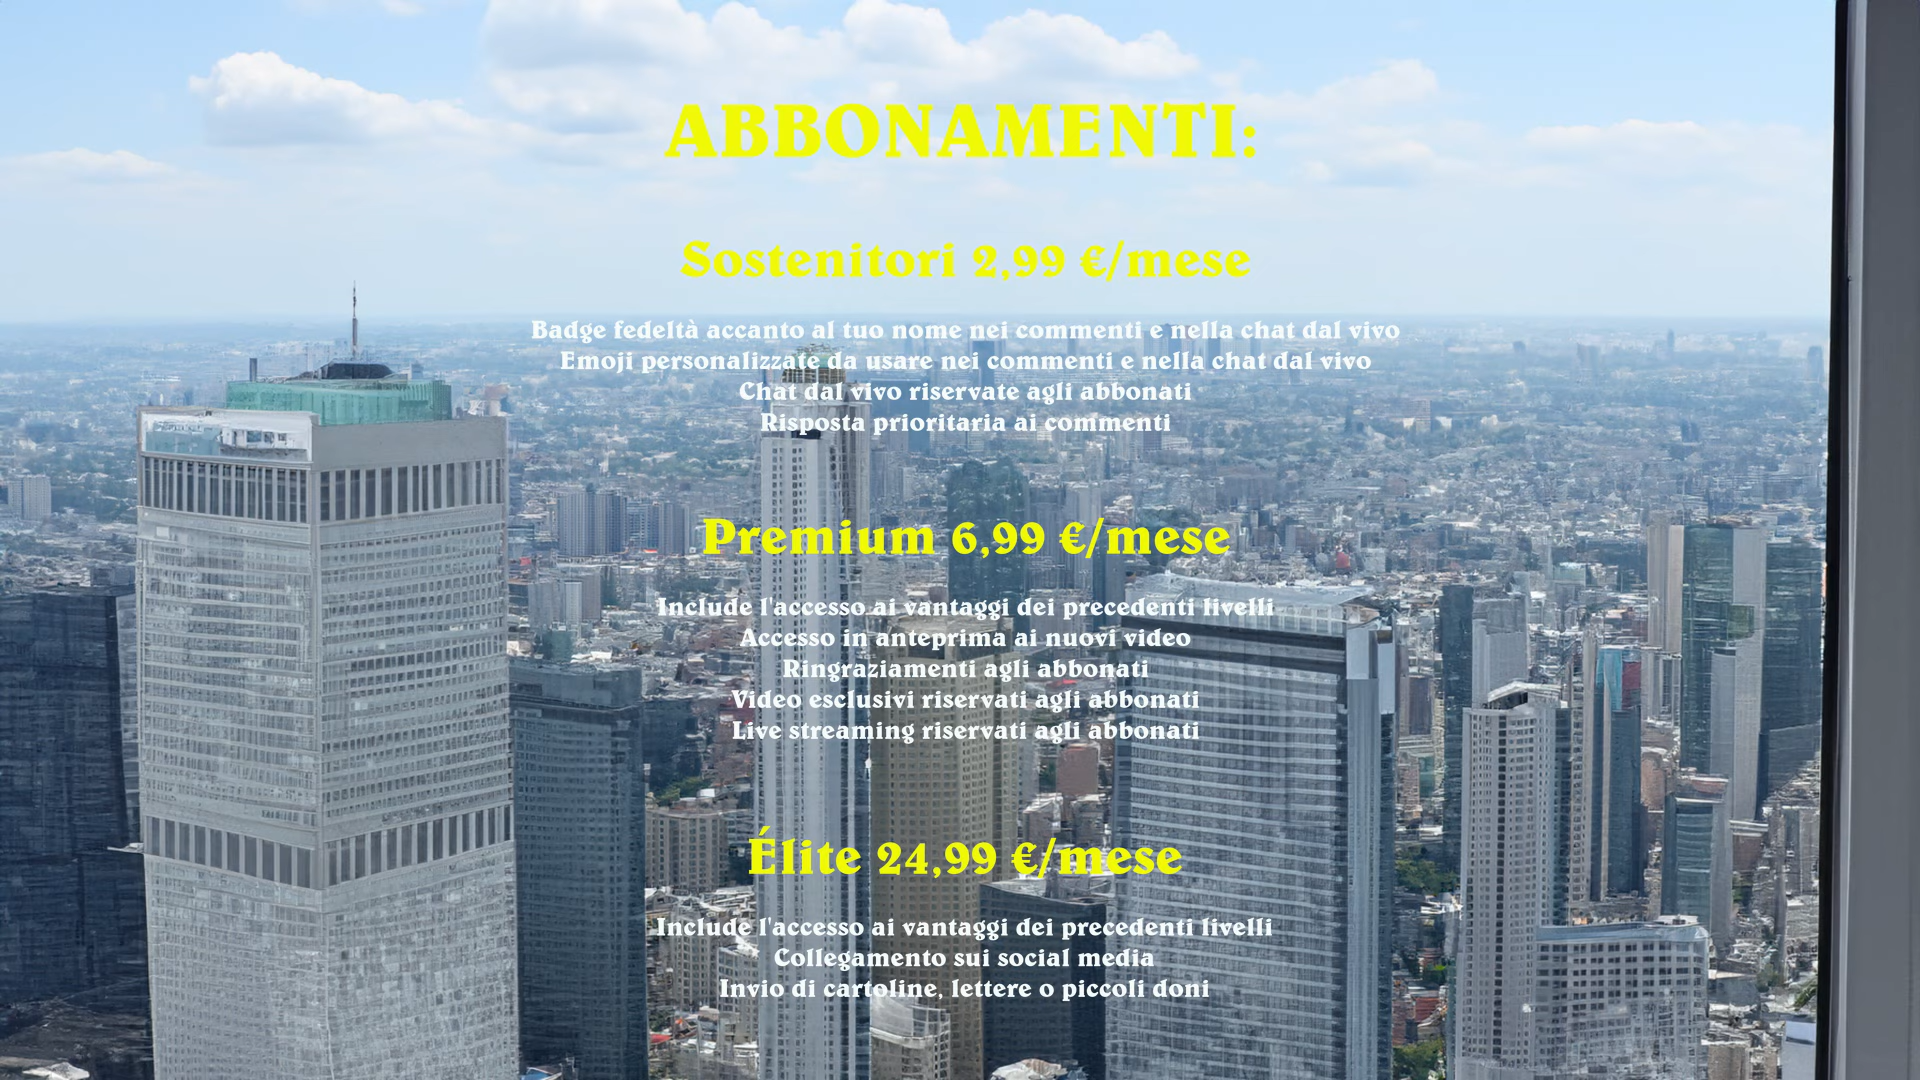 ABBONAMENTI:
Sostenitori 2,99 €/mese
Badge fedeltà accanto al tuo nome nei commenti e nella chat dal vivo
Emoji personalizzate da usare nei commenti e nella chat dal vivo
Chat dal vivo riservate agli abbonati
Risposta prioritaria ai commenti
Premium 6,99 €/mese
Include l'accesso ai vantaggi dei precedenti livelli
Accesso in anteprima ai nuovi video
Ringraziamenti agli abbonati
Video esclusivi riservati agli abbonati
Live streaming riservati agli abbonati
Élite 24,99 €/mese
Include l'accesso ai vantaggi dei precedenti livelli
Collegamento sui social media
Invio di cartoline, lettere o piccoli doni